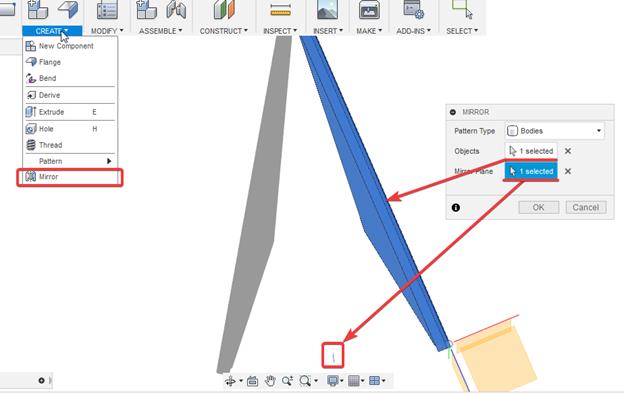 CREATE MODIFY ASSEMBLE CONSTRUCT INSPECT INSERT MAKE ADD-INS SELECT
New Component
Flange
Bend
Derive
Extrude E
Hole H
Thread
Pattern
Mirror
MIRROR
Pattern Type Bodies
Objects 1 selected
Mirror Plane 1 selected
OK Cancel